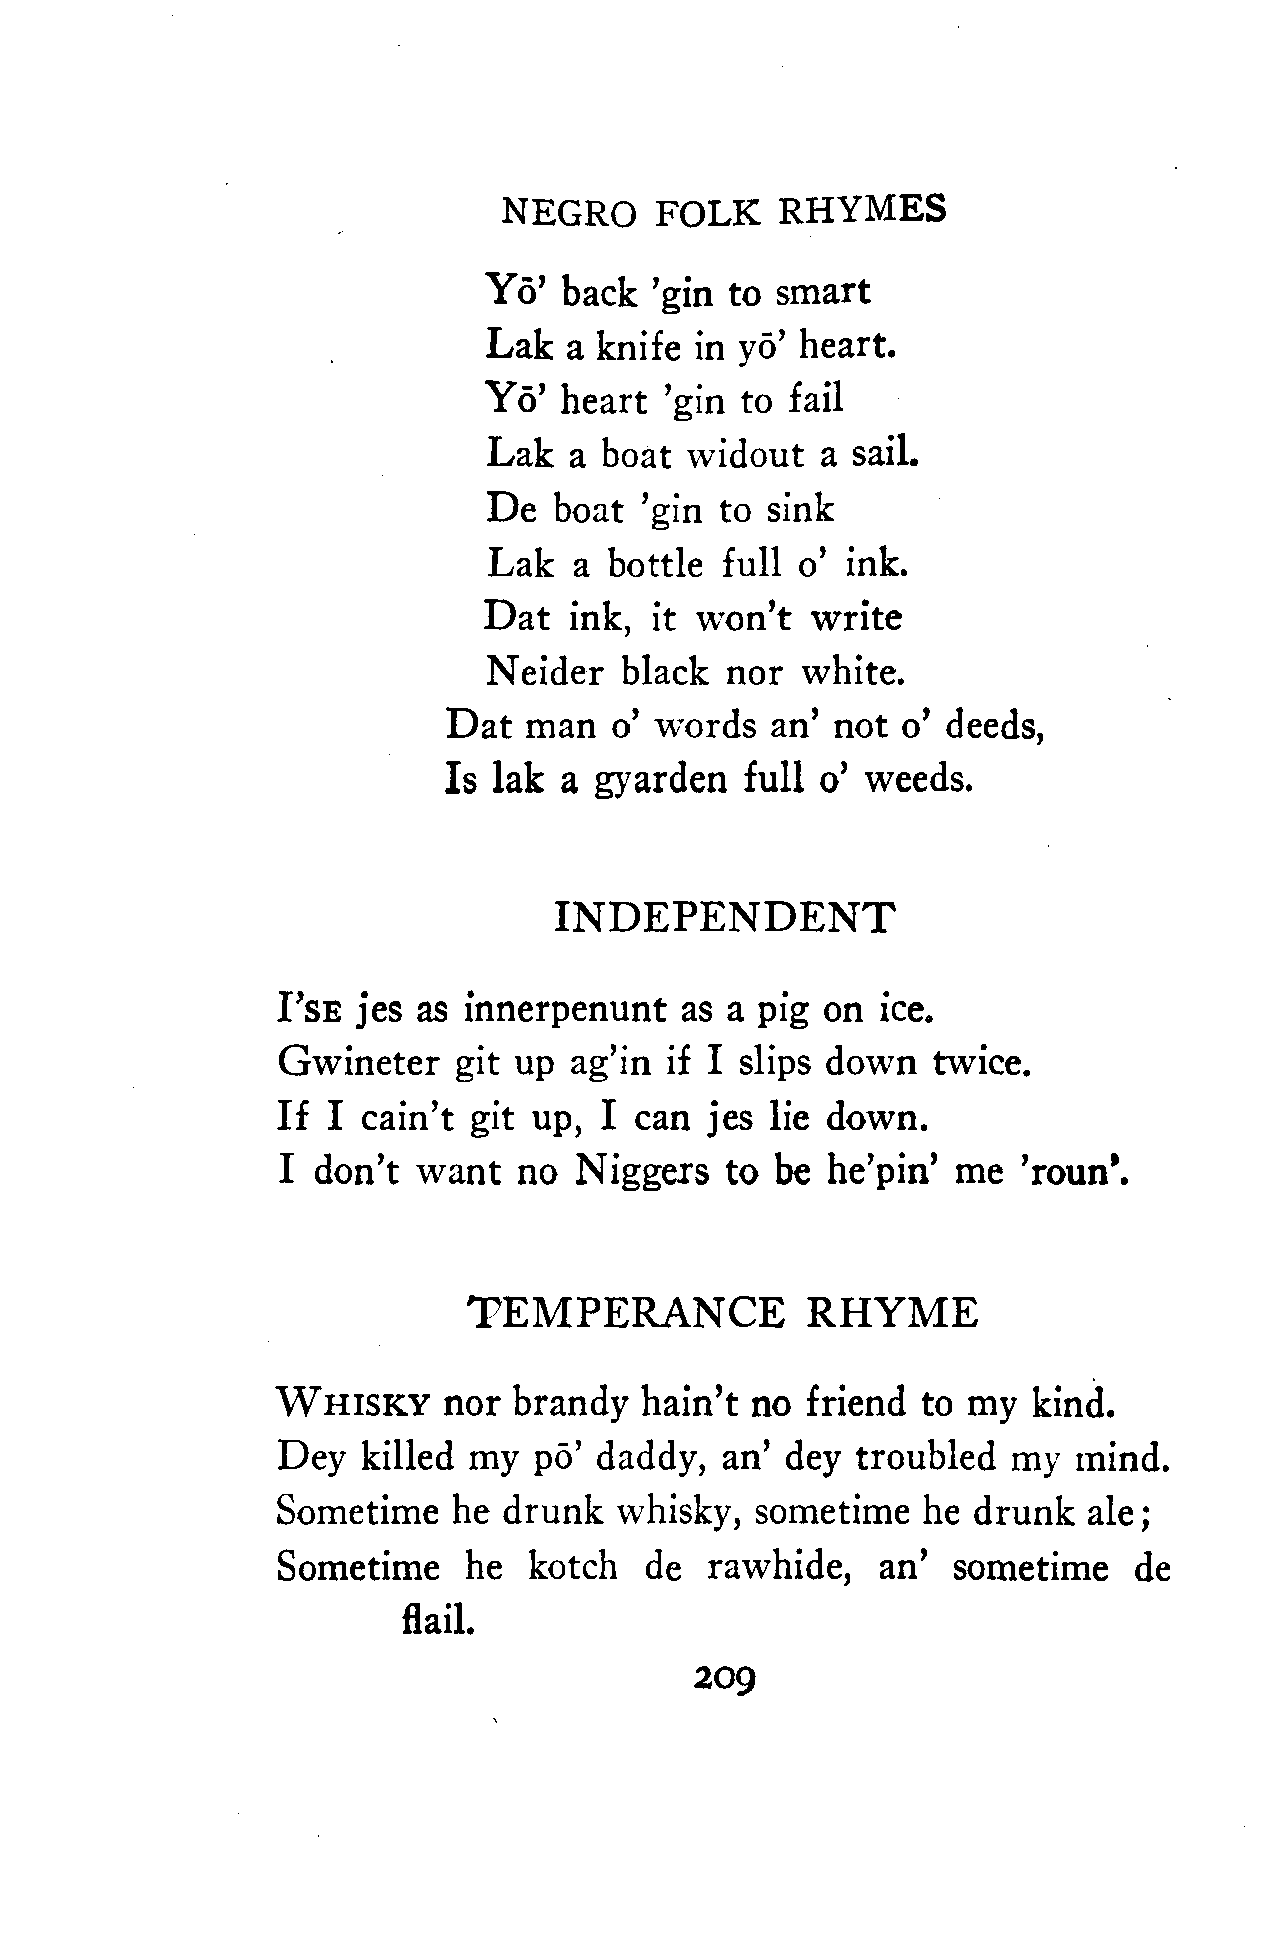 NEGRO FOLK RHYMES
Yō' back 'gin to smart
Lak a knife in yō' heart.
Yō' heart 'gin to fail
Lak a boat widout a sail.
De boat 'gin to sink
Lak a bottle full o' ink.
Dat ink, it won't write
Neider black nor white.
Dat man o' words an' not o' deeds,
Is lak a gyarden full o' weeds.
INDEPENDENT
I'SE jes as innerpenunt as a pig on ice.
Gwineter git up ag'in if I slips down twice.
If I cain't git up, I can jes lie down.
I don't want no Niggers to be he'pin' me 'roun'.
TEMPERANCE RHYME
WHISKY nor brandy hain't no friend to my kind.
Dey killed my pō' daddy, an' dey troubled my mind.
Sometime he drunk whisky, sometime he drunk ale;
Sometime he kotch de rawhide, an' sometime de
flail.
209